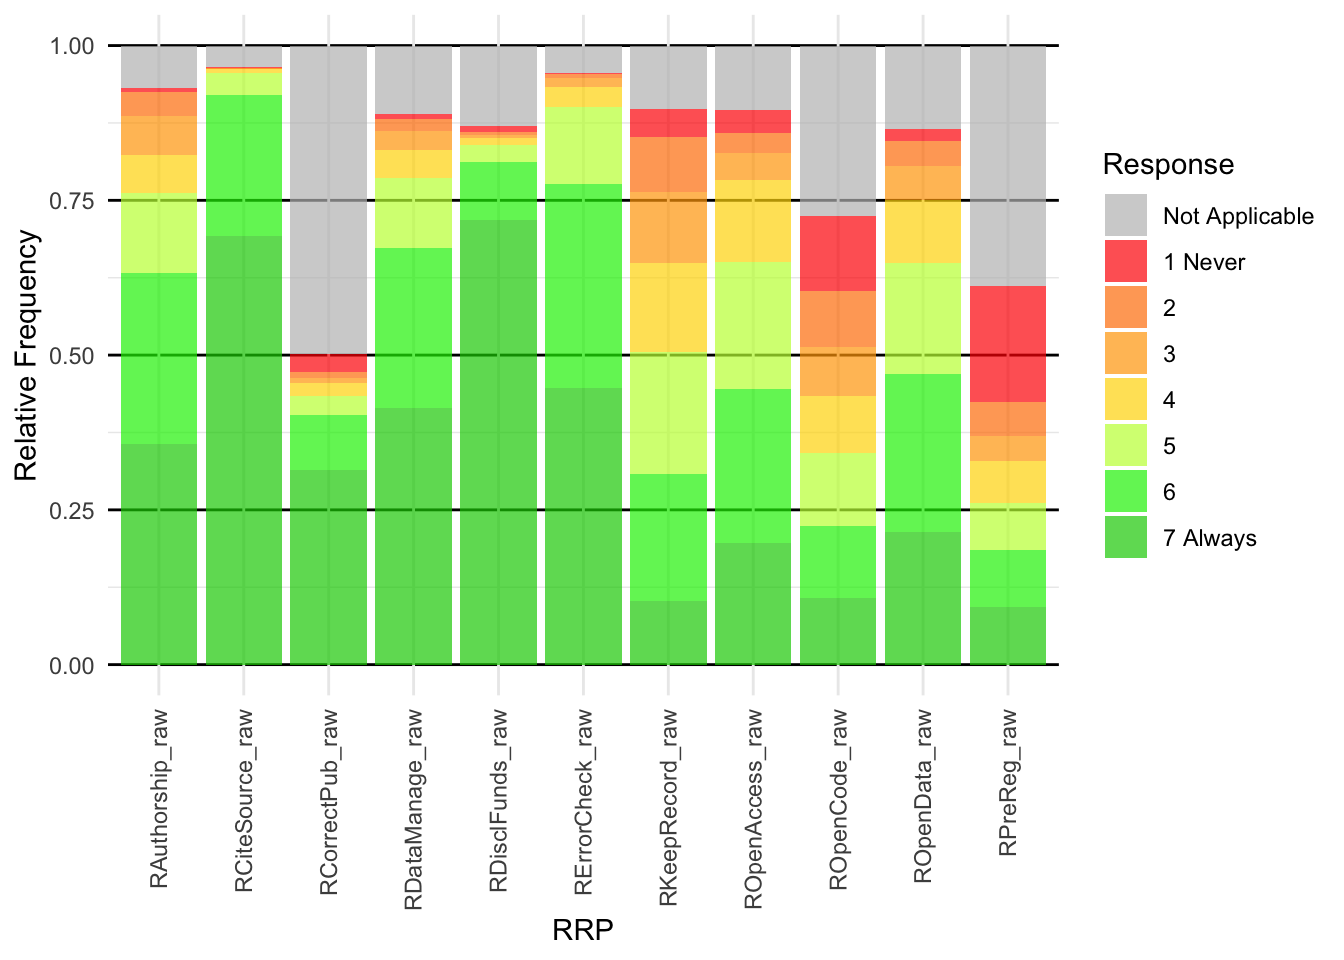 1.00
0.75
0.50
0.25
0.00
Relative Frequency
RAuthorship_raw
RCiteSource_raw
RCorrectPub_raw
RDataManage_raw
RDisclFunds_raw
RErrorCheck_raw
RKeepRecord_raw
ROpenAccess_raw
ROpenCode_raw
ROpenData_raw
RPreReg_raw
RRP
Response
Not Applicable
1 Never
2
3
4
5
6
7 Always